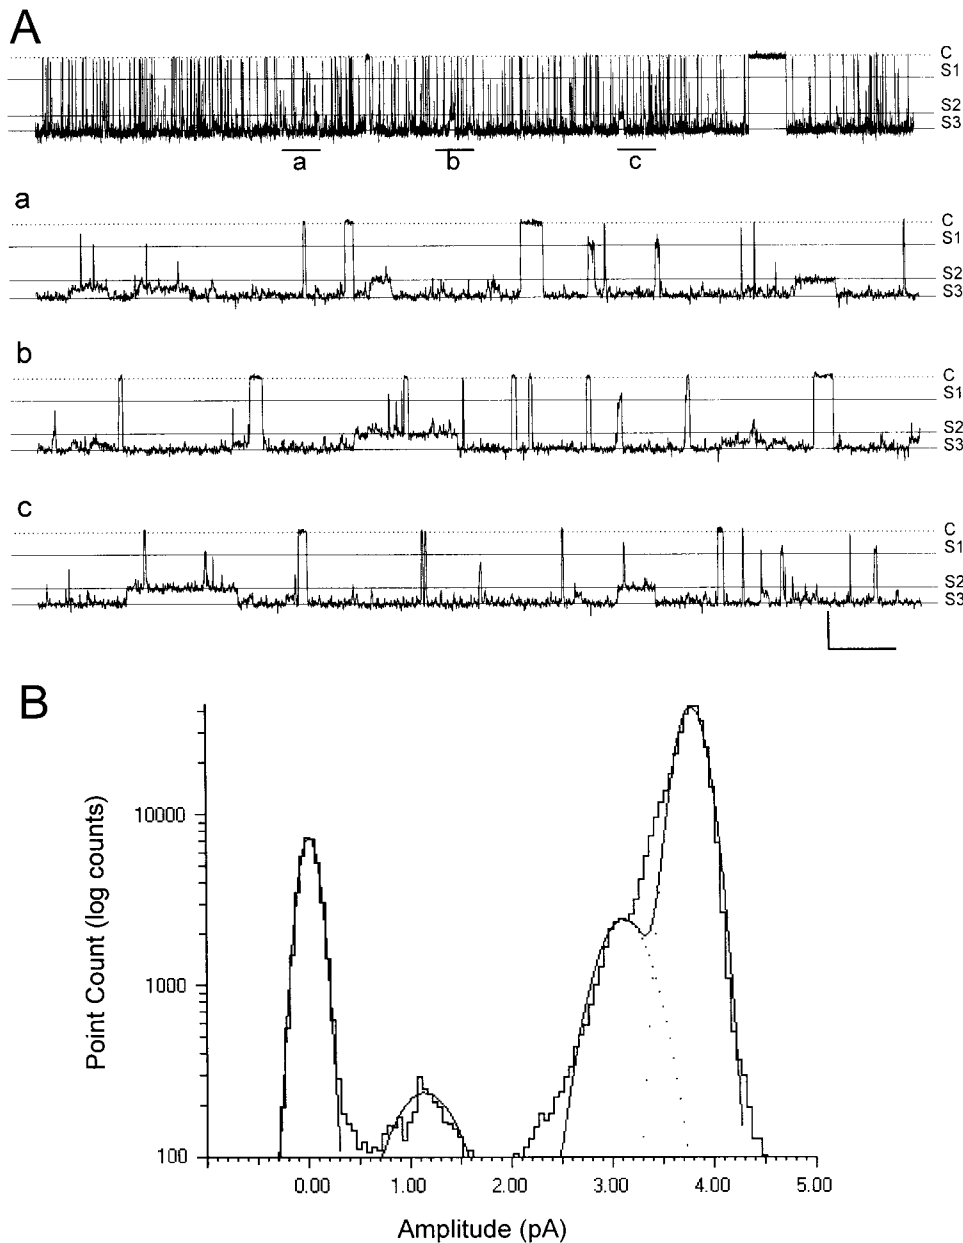 A
C
S1
S2
S3
a b c
a
C
S1
S2
S3
b
C
S1
S2
S3
c
C
S1
S2
S3
B
10000
1000
100
Point Count (log counts)
0.00 1.00 2.00 3.00 4.00 5.00
Amplitude (pA)